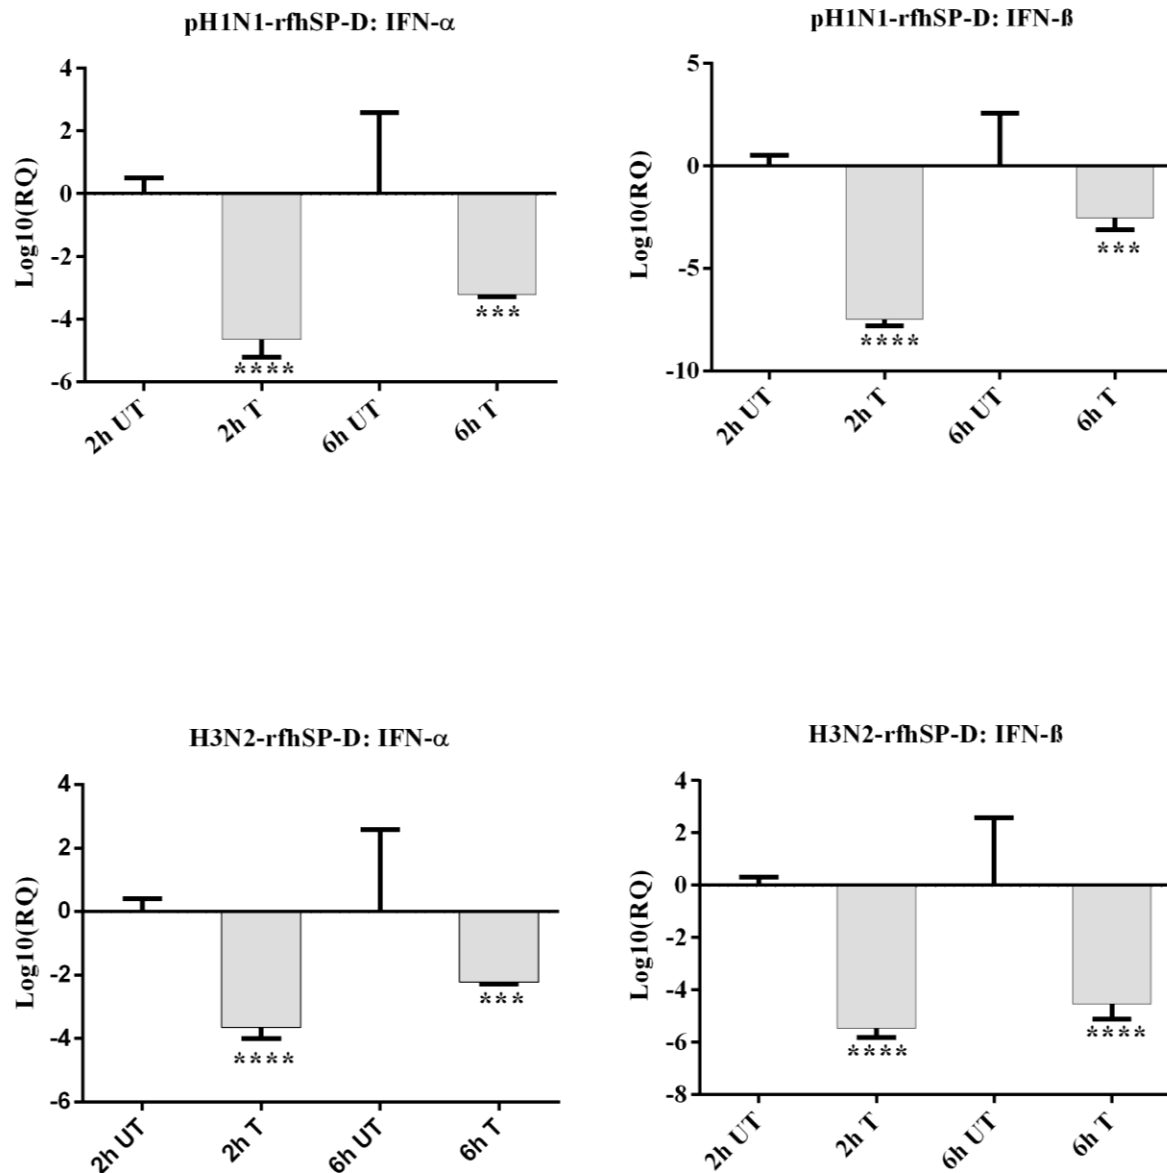 pH1N1-rfhSP-D: IFN-α
4
2
0
-2
-4
-6
Log10(RQ)
****
***
2h UT
2h T
6h UT
6h T
pH1N1-rfhSP-D: IFN-ß
5
0
-5
-10
Log10(RQ)
****
***
2h UT
2h T
6h UT
6h T
H3N2-rfhSP-D: IFN-α
4
2
0
-2
-4
-6
Log10(RQ)
****
***
2h UT
2h T
6h UT
6h T
H3N2-rfhSP-D: IFN-ß
4
2
0
-2
-4
-6
-8
Log10(RQ)
****
****
2h UT
2h T
6h UT
6h T